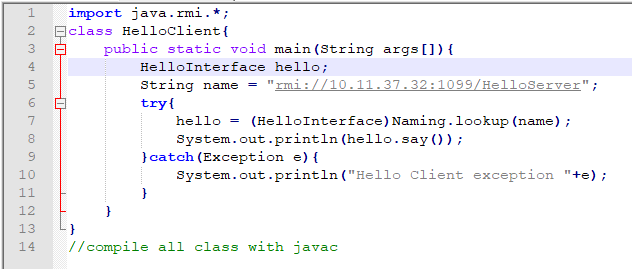 1 import java.rmi.*;
2 class HelloClient{
3 public static void main(String args[]){
4 HelloInterface hello;
5 String name = "rmi://10.11.37.32:1099/HelloServer";
6 try{
7 hello = (HelloInterface)Naming.lookup(name);
8 System.out.println(hello.say());
9 }catch(Exception e){
10 System.out.println("Hello Client exception "+e);
11 }
12 }
13 }
14 //compile all class with javac